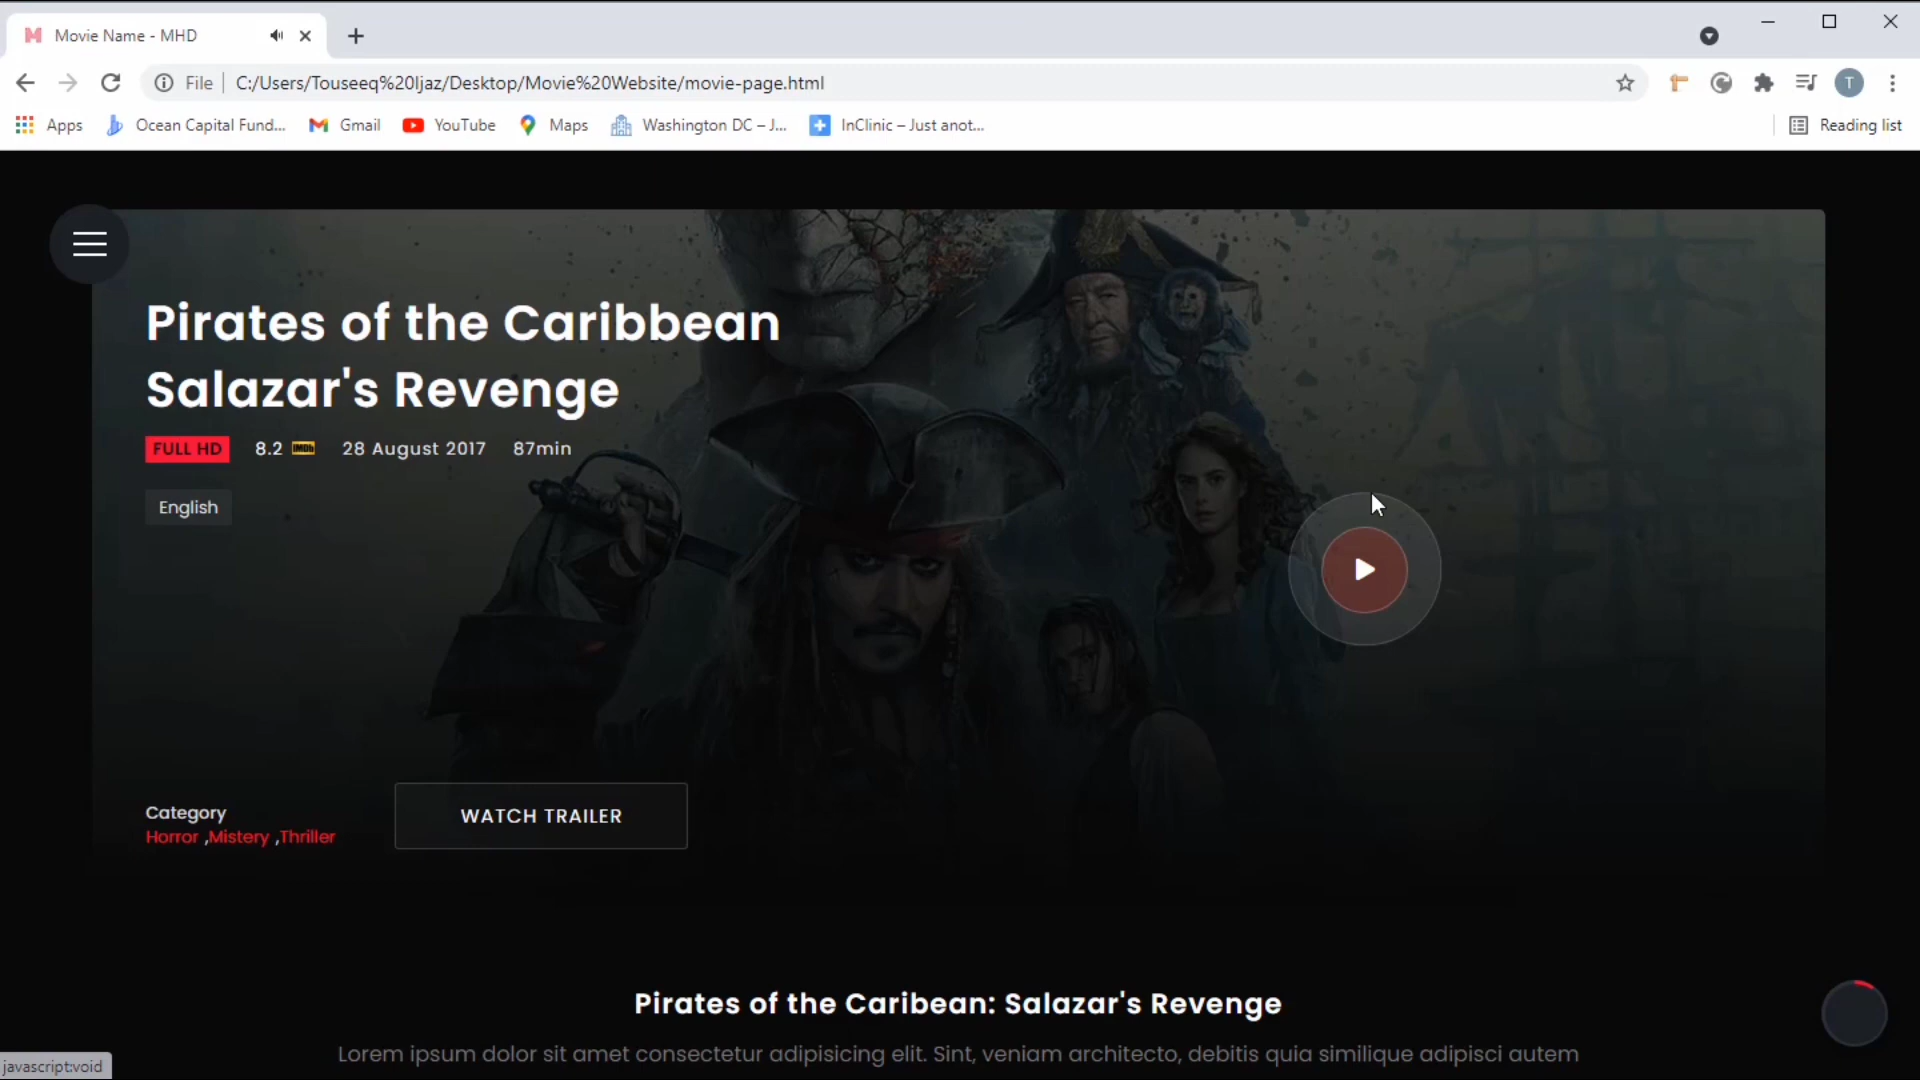 Movie Name - MHD
File
C:/Users/Touseeq%20Ijaz/Desktop/Movie%20Website/movie-page.html
T
Apps
Ocean Capital Fund...
Gmail
YouTube
Maps
Washington DC – J...
InClinic – Just anot...
Reading list
Pirates of the Caribbean
Salazar's Revenge
FULL HD 8.2 IMDb 28 August 2017 87min
English
Category
Horror ,Mistery ,Thriller
WATCH TRAILER
Pirates of the Caribean: Salazar's Revenge
Lorem ipsum dolor sit amet consectetur adipisicing elit. Sint, veniam architecto, debitis quia similique adipisci autem
javascript:void